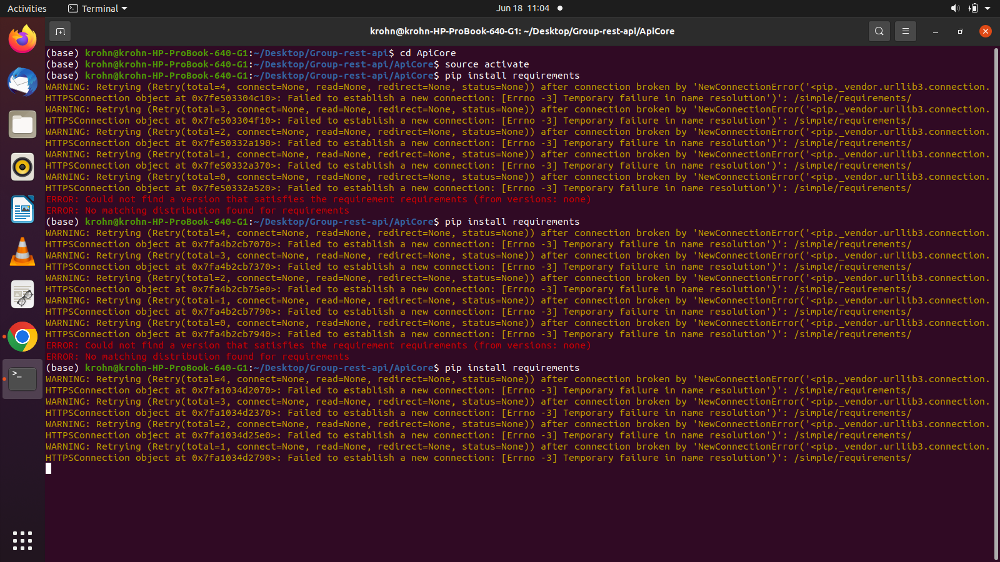 Activities
Terminal
Jun 18 11:04
krohn@krohn-HP-ProBook-640-G1: ~/Desktop/Group-rest-api/ApiCore
(base) krohn@krohn-HP-ProBook-640-G1:~/Desktop/Group-rest-api$ cd ApiCore
(base) krohn@krohn-HP-ProBook-640-G1:~/Desktop/Group-rest-api/ApiCore$ source activate
(base) krohn@krohn-HP-ProBook-640-G1:~/Desktop/Group-rest-api/ApiCore$ pip install requirements
WARNING: Retrying (Retry(total=4, connect=None, read=None, redirect=None, status=None)) after connection broken by 'NewConnectionError('<pip._vendor.urllib3.connection.
HTTPSConnection object at 0x7fe503304c10>: Failed to establish a new connection: [Errno -3] Temporary failure in name resolution')': /simple/requirements/
WARNING: Retrying (Retry(total=3, connect=None, read=None, redirect=None, status=None)) after connection broken by 'NewConnectionError('<pip._vendor.urllib3.connection.
HTTPSConnection object at 0x7fe503304f10>: Failed to establish a new connection: [Errno -3] Temporary failure in name resolution')': /simple/requirements/
WARNING: Retrying (Retry(total=2, connect=None, read=None, redirect=None, status=None)) after connection broken by 'NewConnectionError('<pip._vendor.urllib3.connection.
HTTPSConnection object at 0x7fe50332a190>: Failed to establish a new connection: [Errno -3] Temporary failure in name resolution')': /simple/requirements/
WARNING: Retrying (Retry(total=1, connect=None, read=None, redirect=None, status=None)) after connection broken by 'NewConnectionError('<pip._vendor.urllib3.connection.
HTTPSConnection object at 0x7fe50332a370>: Failed to establish a new connection: [Errno -3] Temporary failure in name resolution')': /simple/requirements/
WARNING: Retrying (Retry(total=0, connect=None, read=None, redirect=None, status=None)) after connection broken by 'NewConnectionError('<pip._vendor.urllib3.connection.
HTTPSConnection object at 0x7fe50332a520>: Failed to establish a new connection: [Errno -3] Temporary failure in name resolution')': /simple/requirements/
ERROR: Could not find a version that satisfies the requirement requirements (from versions: none)
ERROR: No matching distribution found for requirements
(base) krohn@krohn-HP-ProBook-640-G1:~/Desktop/Group-rest-api/ApiCore$ pip install requirements
WARNING: Retrying (Retry(total=4, connect=None, read=None, redirect=None, status=None)) after connection broken by 'NewConnectionError('<pip._vendor.urllib3.connection.
HTTPSConnection object at 0x7fa4b2cb7070>: Failed to establish a new connection: [Errno -3] Temporary failure in name resolution')': /simple/requirements/
WARNING: Retrying (Retry(total=3, connect=None, read=None, redirect=None, status=None)) after connection broken by 'NewConnectionError('<pip._vendor.urllib3.connection.
HTTPSConnection object at 0x7fa4b2cb7370>: Failed to establish a new connection: [Errno -3] Temporary failure in name resolution')': /simple/requirements/
WARNING: Retrying (Retry(total=2, connect=None, read=None, redirect=None, status=None)) after connection broken by 'NewConnectionError('<pip._vendor.urllib3.connection.
HTTPSConnection object at 0x7fa4b2cb75e0>: Failed to establish a new connection: [Errno -3] Temporary failure in name resolution')': /simple/requirements/
WARNING: Retrying (Retry(total=1, connect=None, read=None, redirect=None, status=None)) after connection broken by 'NewConnectionError('<pip._vendor.urllib3.connection.
HTTPSConnection object at 0x7fa4b2cb7790>: Failed to establish a new connection: [Errno -3] Temporary failure in name resolution')': /simple/requirements/
WARNING: Retrying (Retry(total=0, connect=None, read=None, redirect=None, status=None)) after connection broken by 'NewConnectionError('<pip._vendor.urllib3.connection.
HTTPSConnection object at 0x7fa4b2cb7940>: Failed to establish a new connection: [Errno -3] Temporary failure in name resolution')': /simple/requirements/
ERROR: Could not find a version that satisfies the requirement requirements (from versions: none)
ERROR: No matching distribution found for requirements
(base) krohn@krohn-HP-ProBook-640-G1:~/Desktop/Group-rest-api/ApiCore$ pip install requirements
WARNING: Retrying (Retry(total=4, connect=None, read=None, redirect=None, status=None)) after connection broken by 'NewConnectionError('<pip._vendor.urllib3.connection.
HTTPSConnection object at 0x7fa1034d2070>: Failed to establish a new connection: [Errno -3] Temporary failure in name resolution')': /simple/requirements/
WARNING: Retrying (Retry(total=3, connect=None, read=None, redirect=None, status=None)) after connection broken by 'NewConnectionError('<pip._vendor.urllib3.connection.
HTTPSConnection object at 0x7fa1034d2370>: Failed to establish a new connection: [Errno -3] Temporary failure in name resolution')': /simple/requirements/
WARNING: Retrying (Retry(total=2, connect=None, read=None, redirect=None, status=None)) after connection broken by 'NewConnectionError('<pip._vendor.urllib3.connection.
HTTPSConnection object at 0x7fa1034d25e0>: Failed to establish a new connection: [Errno -3] Temporary failure in name resolution')': /simple/requirements/
WARNING: Retrying (Retry(total=1, connect=None, read=None, redirect=None, status=None)) after connection broken by 'NewConnectionError('<pip._vendor.urllib3.connection.
HTTPSConnection object at 0x7fa1034d2790>: Failed to establish a new connection: [Errno -3] Temporary failure in name resolution')': /simple/requirements/